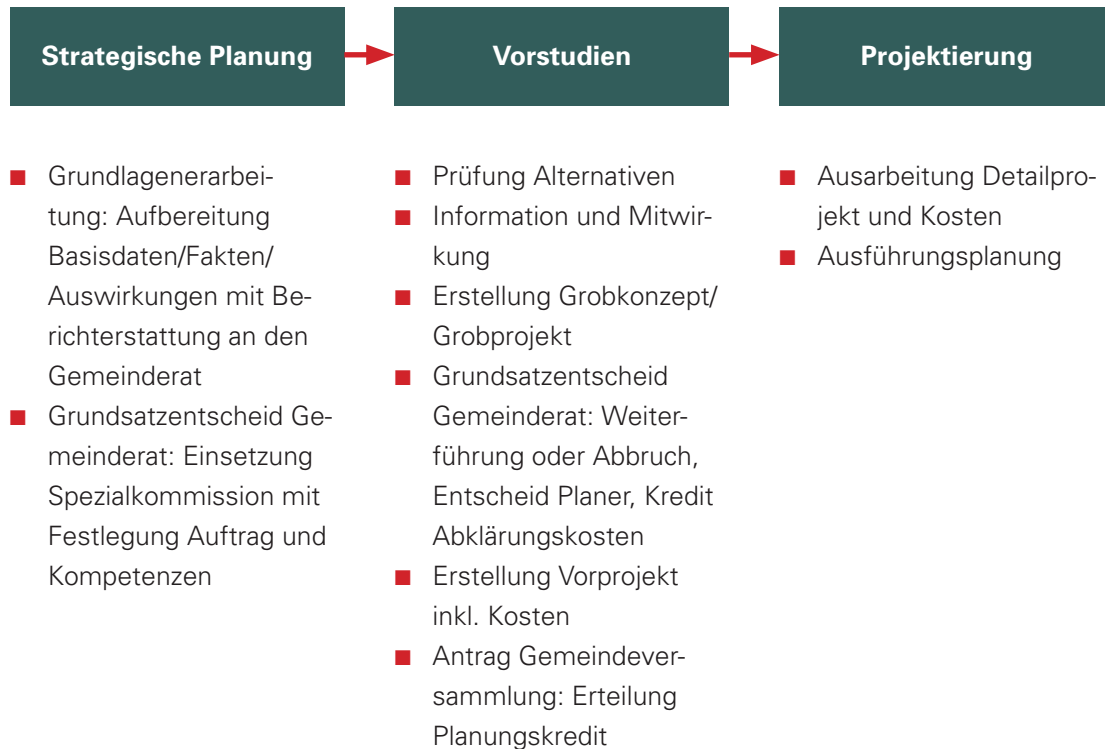 Strategische Planung
Vorstudien
Projektierung
Grundlagenerarbei-
tung: Aufbereitung
Basisdaten/Fakten/
Auswirkungen mit Be-
richterstattung an den
Gemeinderat
Grundsatzentscheid Ge-
meinderat: Einsetzung
Spezialkommission mit
Festlegung Auftrag und
Kompetenzen
Prüfung Alternativen
Information und Mitwir-
kung
Erstellung Grobkonzept/
Grobprojekt
Grundsatzentscheid
Gemeinderat: Weiter-
führung oder Abbruch,
Entscheid Planer, Kredit
Abklärungskosten
Erstellung Vorprojekt
inkl. Kosten
Antrag Gemeindever-
sammlung: Erteilung
Planungskredit
Ausarbeitung Detailpro-
jekt und Kosten
Ausführungsplanung